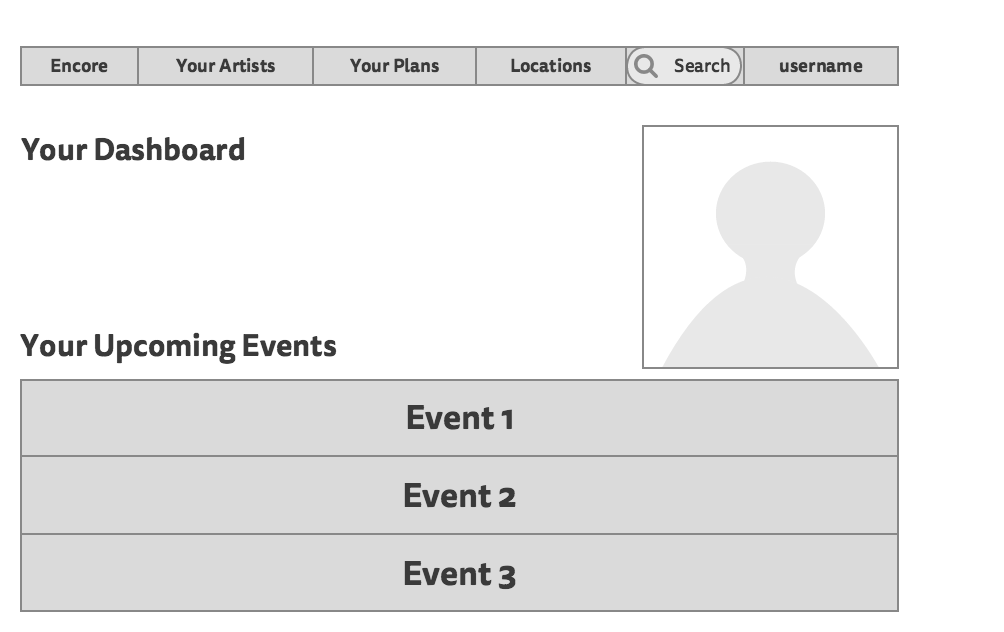 Encore Your Artists Your Plans Locations Search username
Your Dashboard
Your Upcoming Events
Event 1
Event 2
Event 3